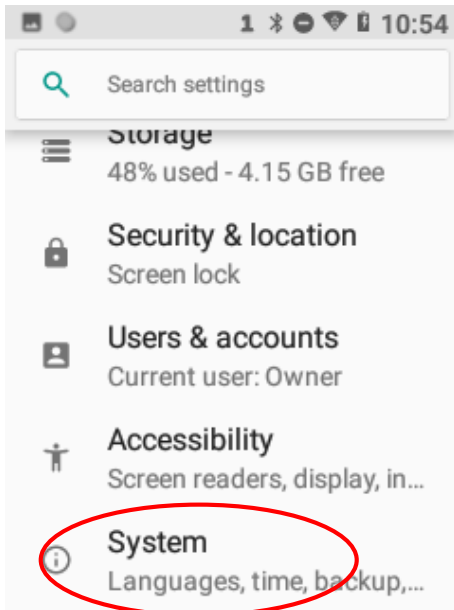 1 10:54
Search settings
Storage
48% used - 4.15 GB free
Security & location
Screen lock
Users & accounts
Current user: Owner
Accessibility
Screen readers, display, in...
System
Languages, time, backup,...